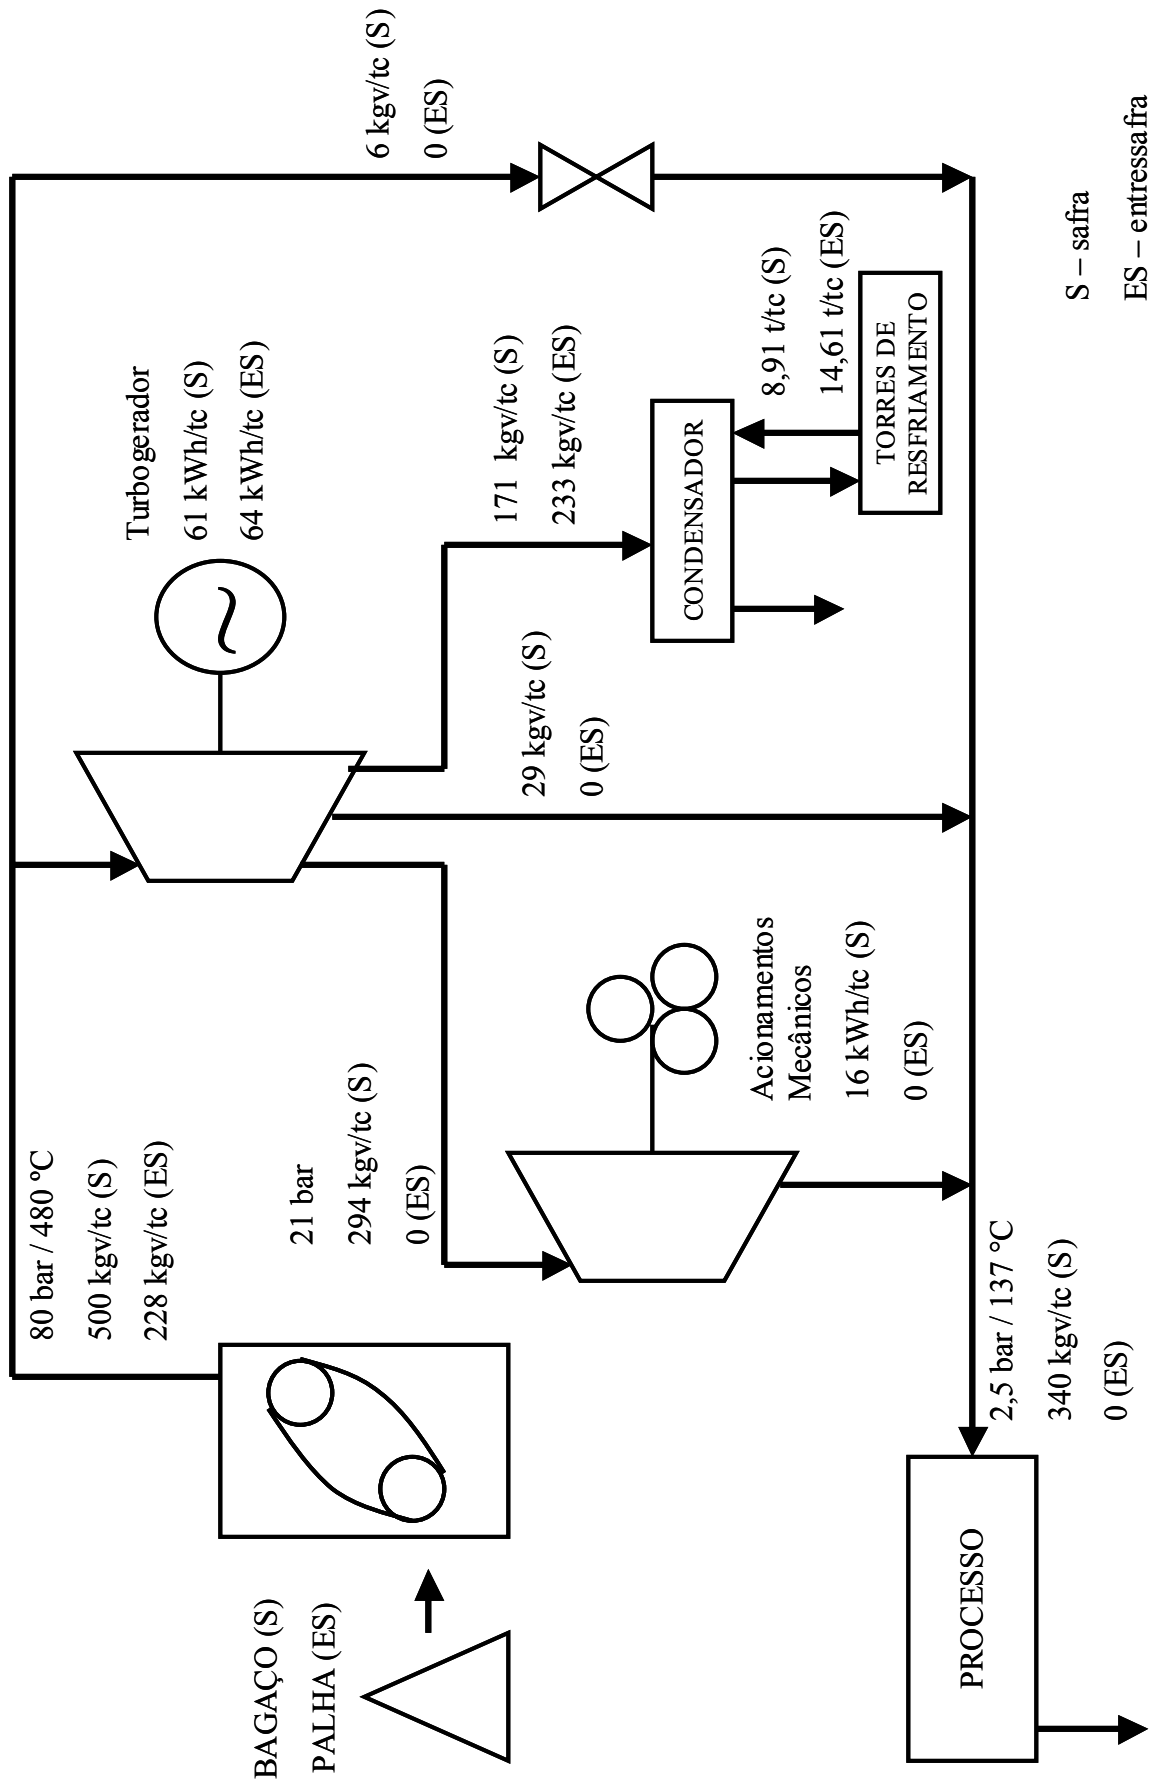 BAGAÇO (S)
PALHA (ES)
80 bar / 480 ºC
500 kgv/tc (S)
228 kgv/tc (ES)
Turbogerador
61 kWh/tc (S)
64 kWh/tc (ES)
6 kgv/tc (S)
0 (ES)
21 bar
294 kgv/tc (S)
0 (ES)
29 kgv/tc (S)
0 (ES)
171 kgv/tc (S)
233 kgv/tc (ES)
CONDENSADOR
8,91 t/tc (S)
14,61 t/tc (ES)
TORRES DE
RESFRIAMENTO
Acionamentos
Mecânicos
16 kWh/tc (S)
0 (ES)
PROCESSO
2,5 bar / 137 °C
340 kgv/tc (S)
0 (ES)
S – safra
ES – entressafra